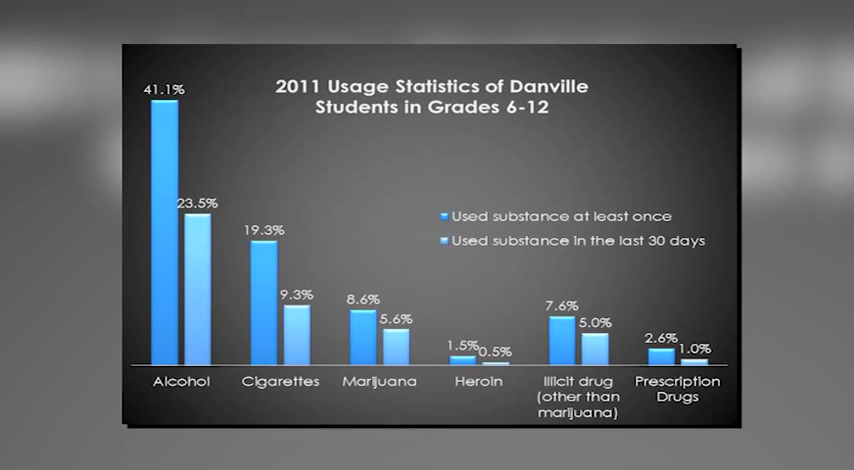 2011 Usage Statistics of Danville
Students in Grades 6-12
41.1%
23.5%
19.3%
9.3%
8.6%
5.6%
1.5%
0.5%
7.6%
5.0%
2.6%
1.0%
Used substance at least once
Used substance in the last 30 days
Alcohol
Cigarettes
Marijuana
Heroin
Illicit drug
(other than
marijuana)
Prescription
Drugs